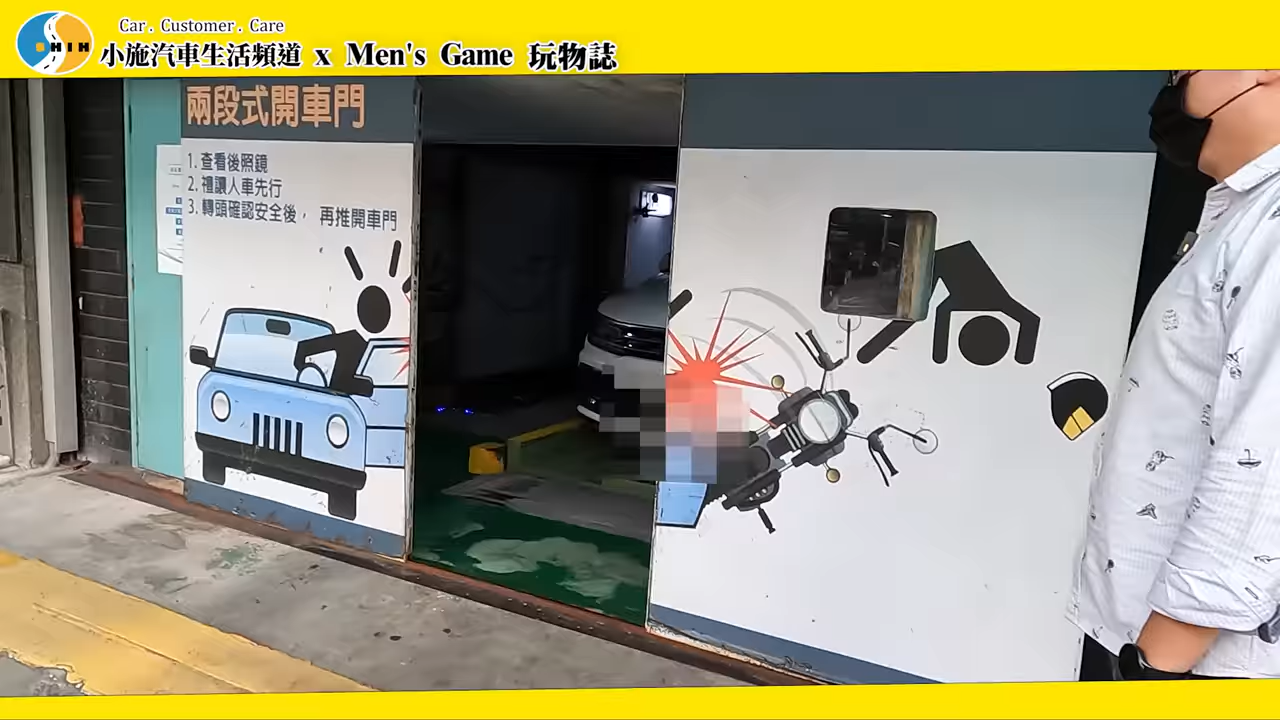 Car . Customer . Care
SHIH
小施汽車生活頻道 x Men's Game 玩物誌
兩段式開車門
1. 查看後照鏡
2. 禮讓人車先行
3. 轉頭確認安全後， 再推開車門